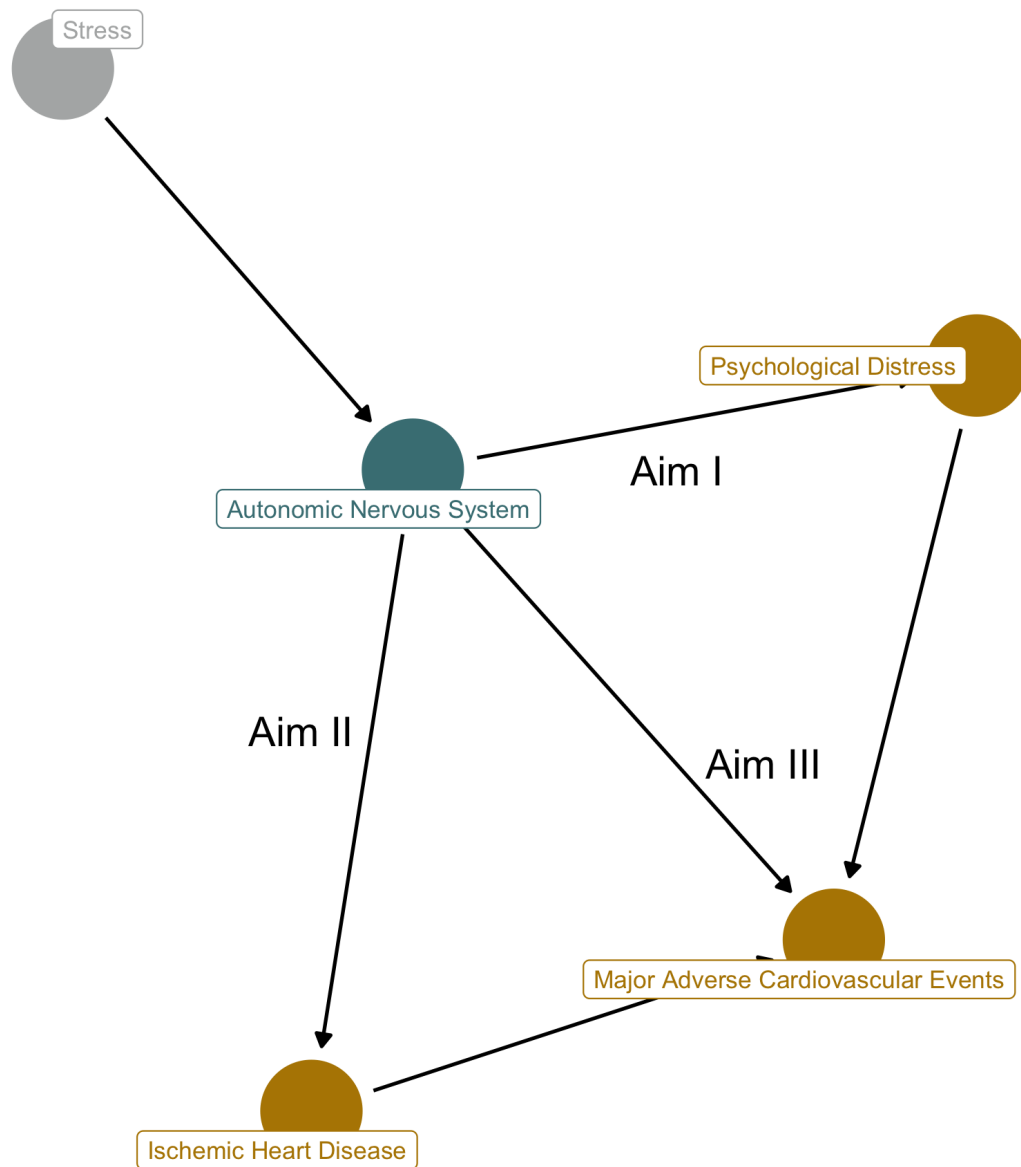 Stress
Psychological Distress
Aim I
Autonomic Nervous System
Aim II
Aim III
Major Adverse Cardiovascular Events
Ischemic Heart Disease